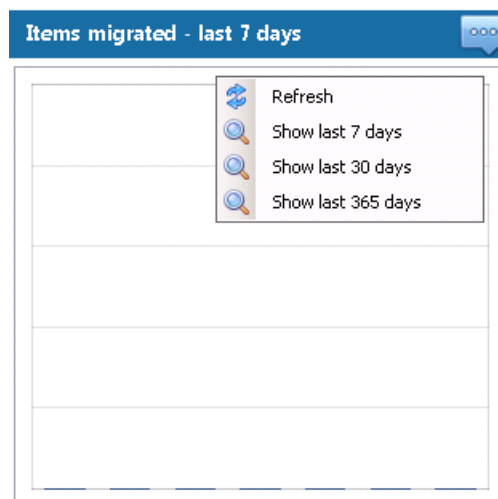 Items migrated - last 7 days
Refresh
Show last 7 days
Show last 30 days
Show last 365 days